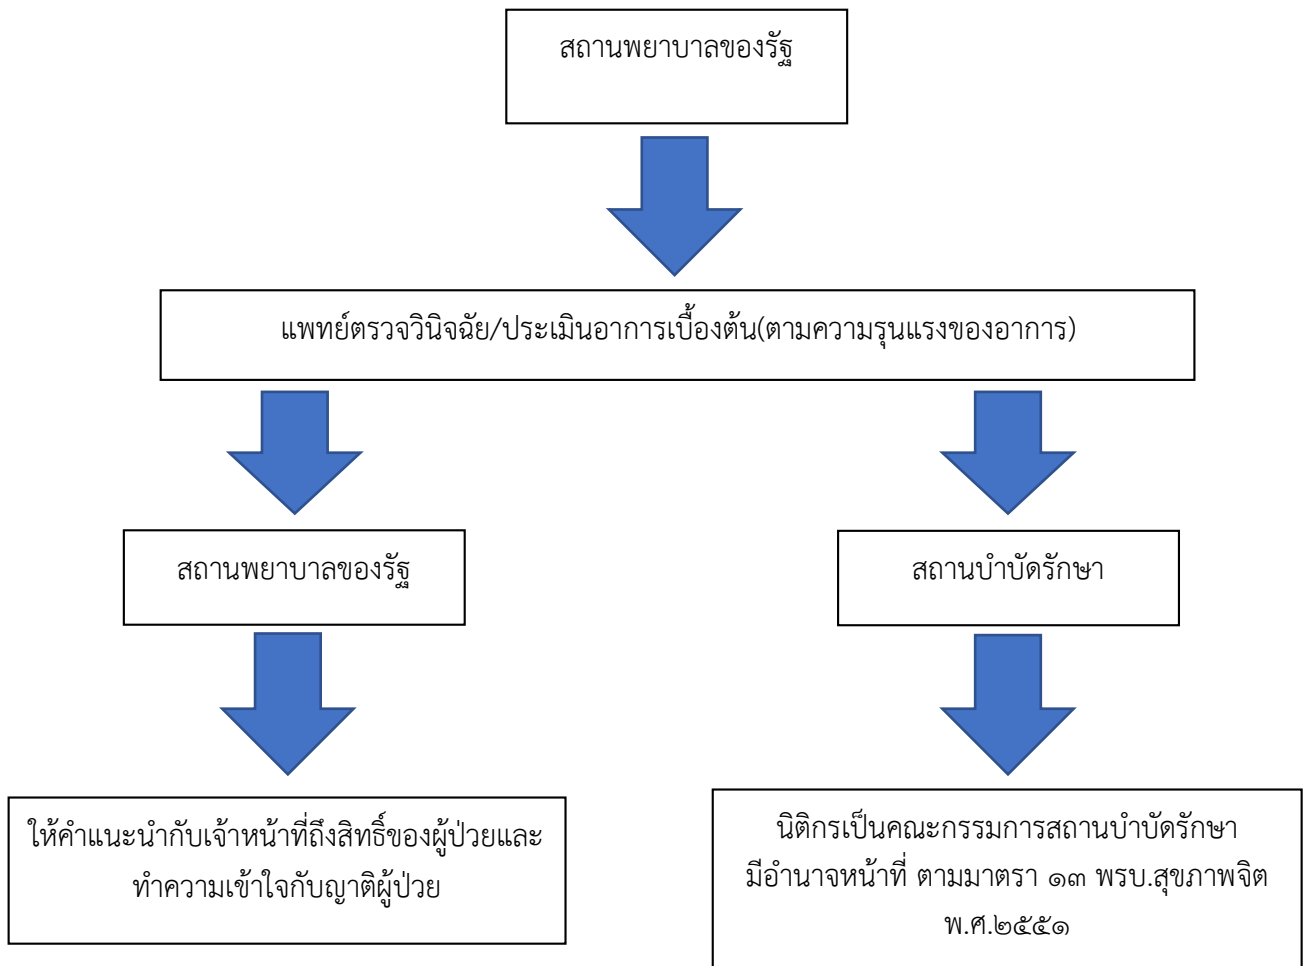 สถานพยาบาลของรัฐ
แพทย์ตรวจวินิจฉัย/ประเมินอาการเบื้องต้น(ตามความรุนแรงของอาการ)
สถานพยาบาลของรัฐ
สถานบำบัดรักษา
ให้คำแนะนำกับเจ้าหน้าที่ถึงสิทธิ์ของผู้ป่วยและ
ทำความเข้าใจกับญาติผู้ป่วย
นิติกรเป็นคณะกรรมการสถานบำบัดรักษา
มีอำนาจหน้าที่ ตามมาตรา ๑๓ พรบ.สุขภาพจิต
พ.ศ.๒๕๕๑